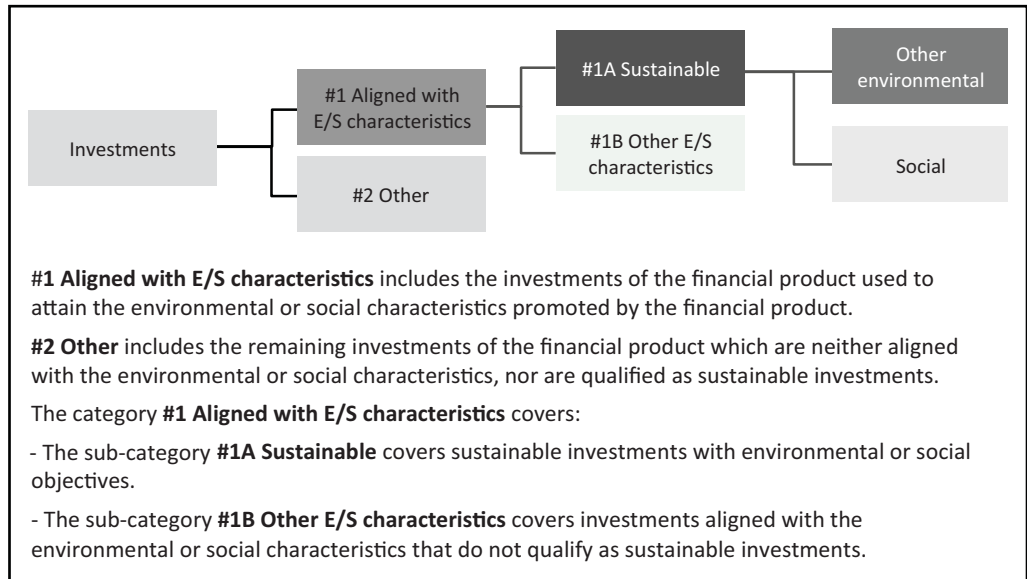 Investments
#1 Aligned with
E/S characteristics
#2 Other
#1A Sustainable
#1B Other E/S
characteristics
Other
environmental
Social
#1 Aligned with E/S characteristics includes the investments of the financial product used to
attain the environmental or social characteristics promoted by the financial product.
#2 Other includes the remaining investments of the financial product which are neither aligned
with the environmental or social characteristics, nor are qualified as sustainable investments.
The category #1 Aligned with E/S characteristics covers:
- The sub-category #1A Sustainable covers sustainable investments with environmental or social
objectives.
- The sub-category #1B Other E/S characteristics covers investments aligned with the
environmental or social characteristics that do not qualify as sustainable investments.